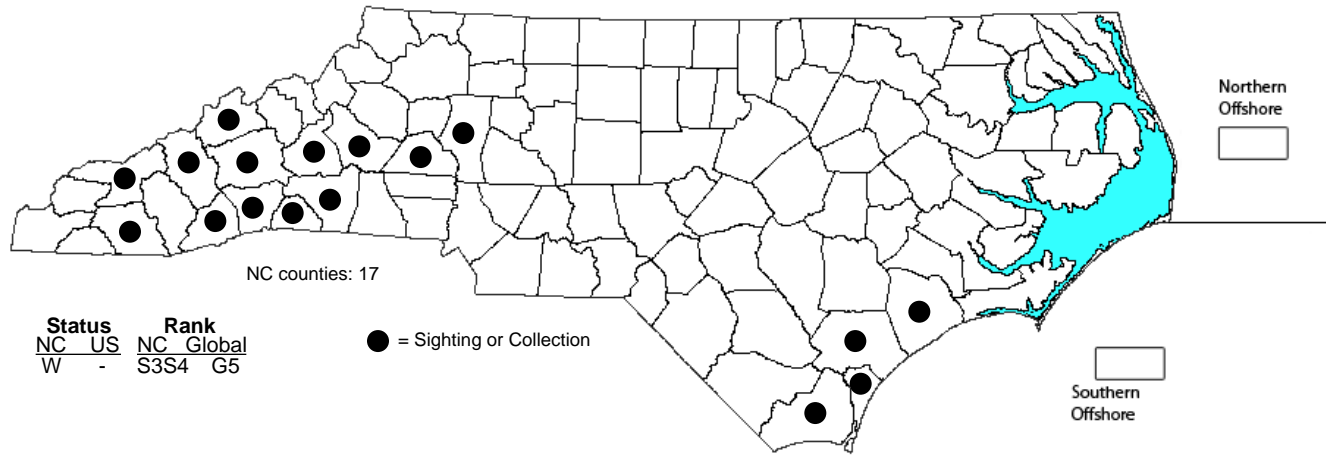 Northern
Offshore
NC counties: 17
Status Rank
NC US NC Global
W - S3S4 G5
= Sighting or Collection
Southern
Offshore